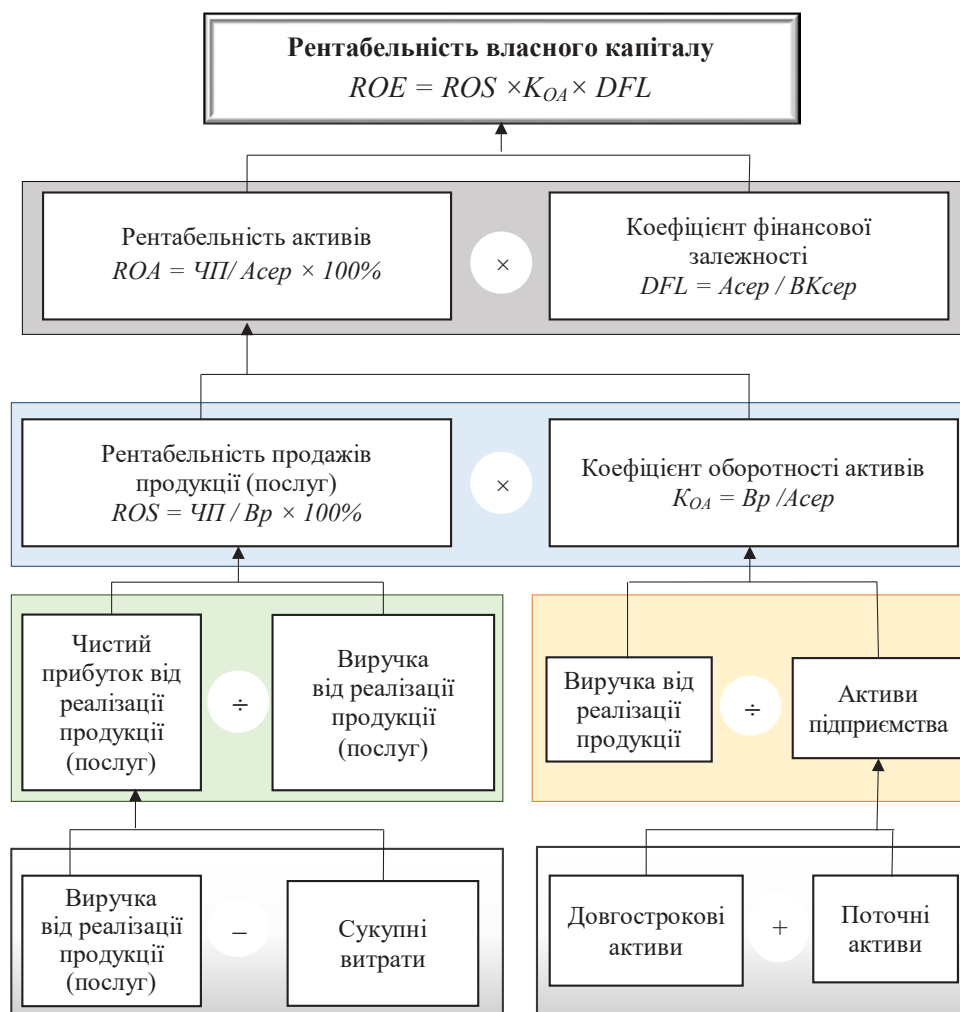 Рентабельність власного капіталу
ROE = ROS ×K_OA× DFL
Рентабельність активів
ROA = ЧП/ Асер × 100%
×
Коефіцієнт фінансової
залежності
DFL = Асер / ВКсер
Рентабельність продажів
продукції (послуг)
ROS = ЧП / Вр × 100%
×
Коефіцієнт оборотності активів
К_OA = Вр /Асер
Чистий
прибуток від
реалізації
продукції
(послуг)
÷
Виручка
від реалізації
продукції
(послуг)
Виручка від
реалізації
продукції
÷
Активи
підприємства
Виручка
від реалізації
продукції
(послуг)
–
Сукупні
витрати
Довгострокові
активи
+
Поточні
активи